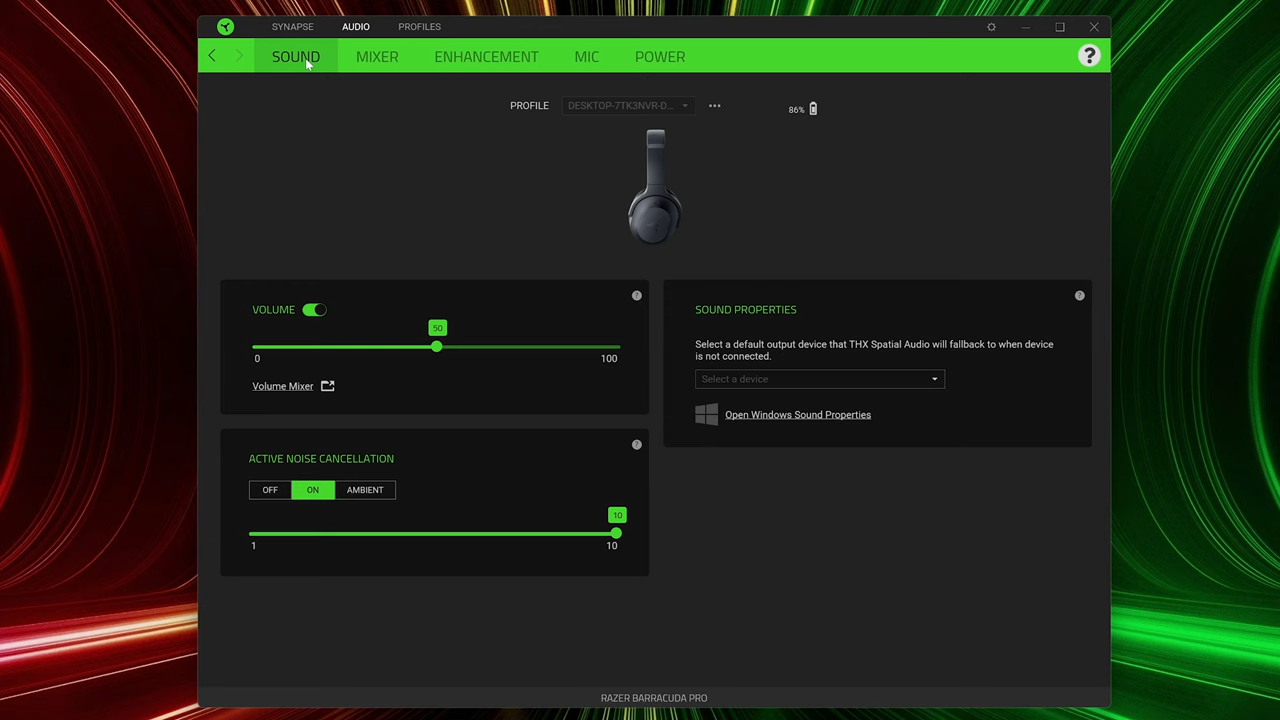 SYNAPSE AUDIO PROFILES
SOUND MIXER ENHANCEMENT MIC POWER ?
PROFILE DESKTOP-7TK3NVR-D... 86%
VOLUME ?
50
0 100
Volume Mixer
SOUND PROPERTIES ?
Select a default output device that THX Spatial Audio will fallback to when device
is not connected.
Select a device
Open Windows Sound Properties
ACTIVE NOISE CANCELLATION ?
OFF ON AMBIENT
10
1 10
RAZER BARRACUDA PRO